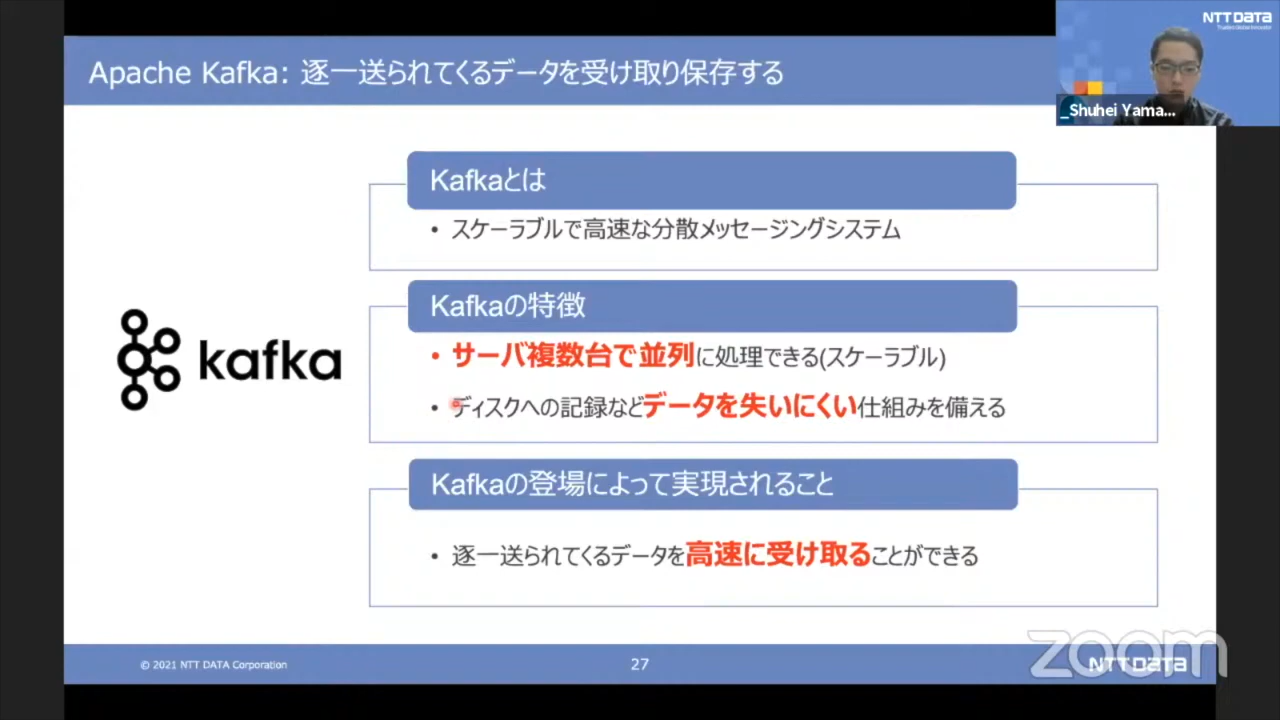 NTT DATA
Trusted Global Innovator
_Shuhei Yama...
Apache Kafka: 逐一送られてくるデータを受け取り保存する
Kafkaとは
• スケーラブルで高速な分散メッセージングシステム
kafka
Kafkaの特徴
• サーバ複数台で並列に処理できる(スケーラブル)
• ディスクへの記録などデータを失いにくい仕組みを備える
Kafkaの登場によって実現されること
• 逐一送られてくるデータを高速に受け取ることができる
© 2021 NTT DATA Corporation
27
zoom
NTT DATA